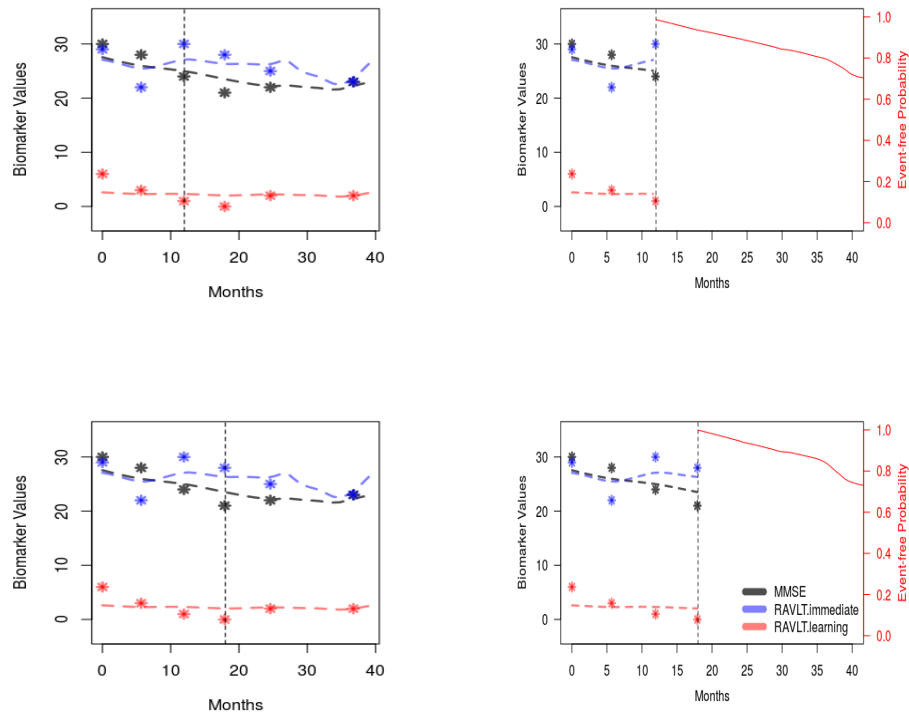 30
20
10
0
Biomarker Values
0 10 20 30 40
Months
30
20
10
0
Biomarker Values
0 5 10 15 20 25 30 35 40
Months
1.0
0.8
0.6
0.4
0.2
0.0
Event-free Probability
30
20
10
0
Biomarker Values
0 10 20 30 40
Months
30
20
10
0
Biomarker Values
MMSE
RAVLT.immediate
RAVLT.learning
0 5 10 15 20 25 30 35 40
Months
1.0
0.8
0.6
0.4
0.2
0.0
Event-free Probability